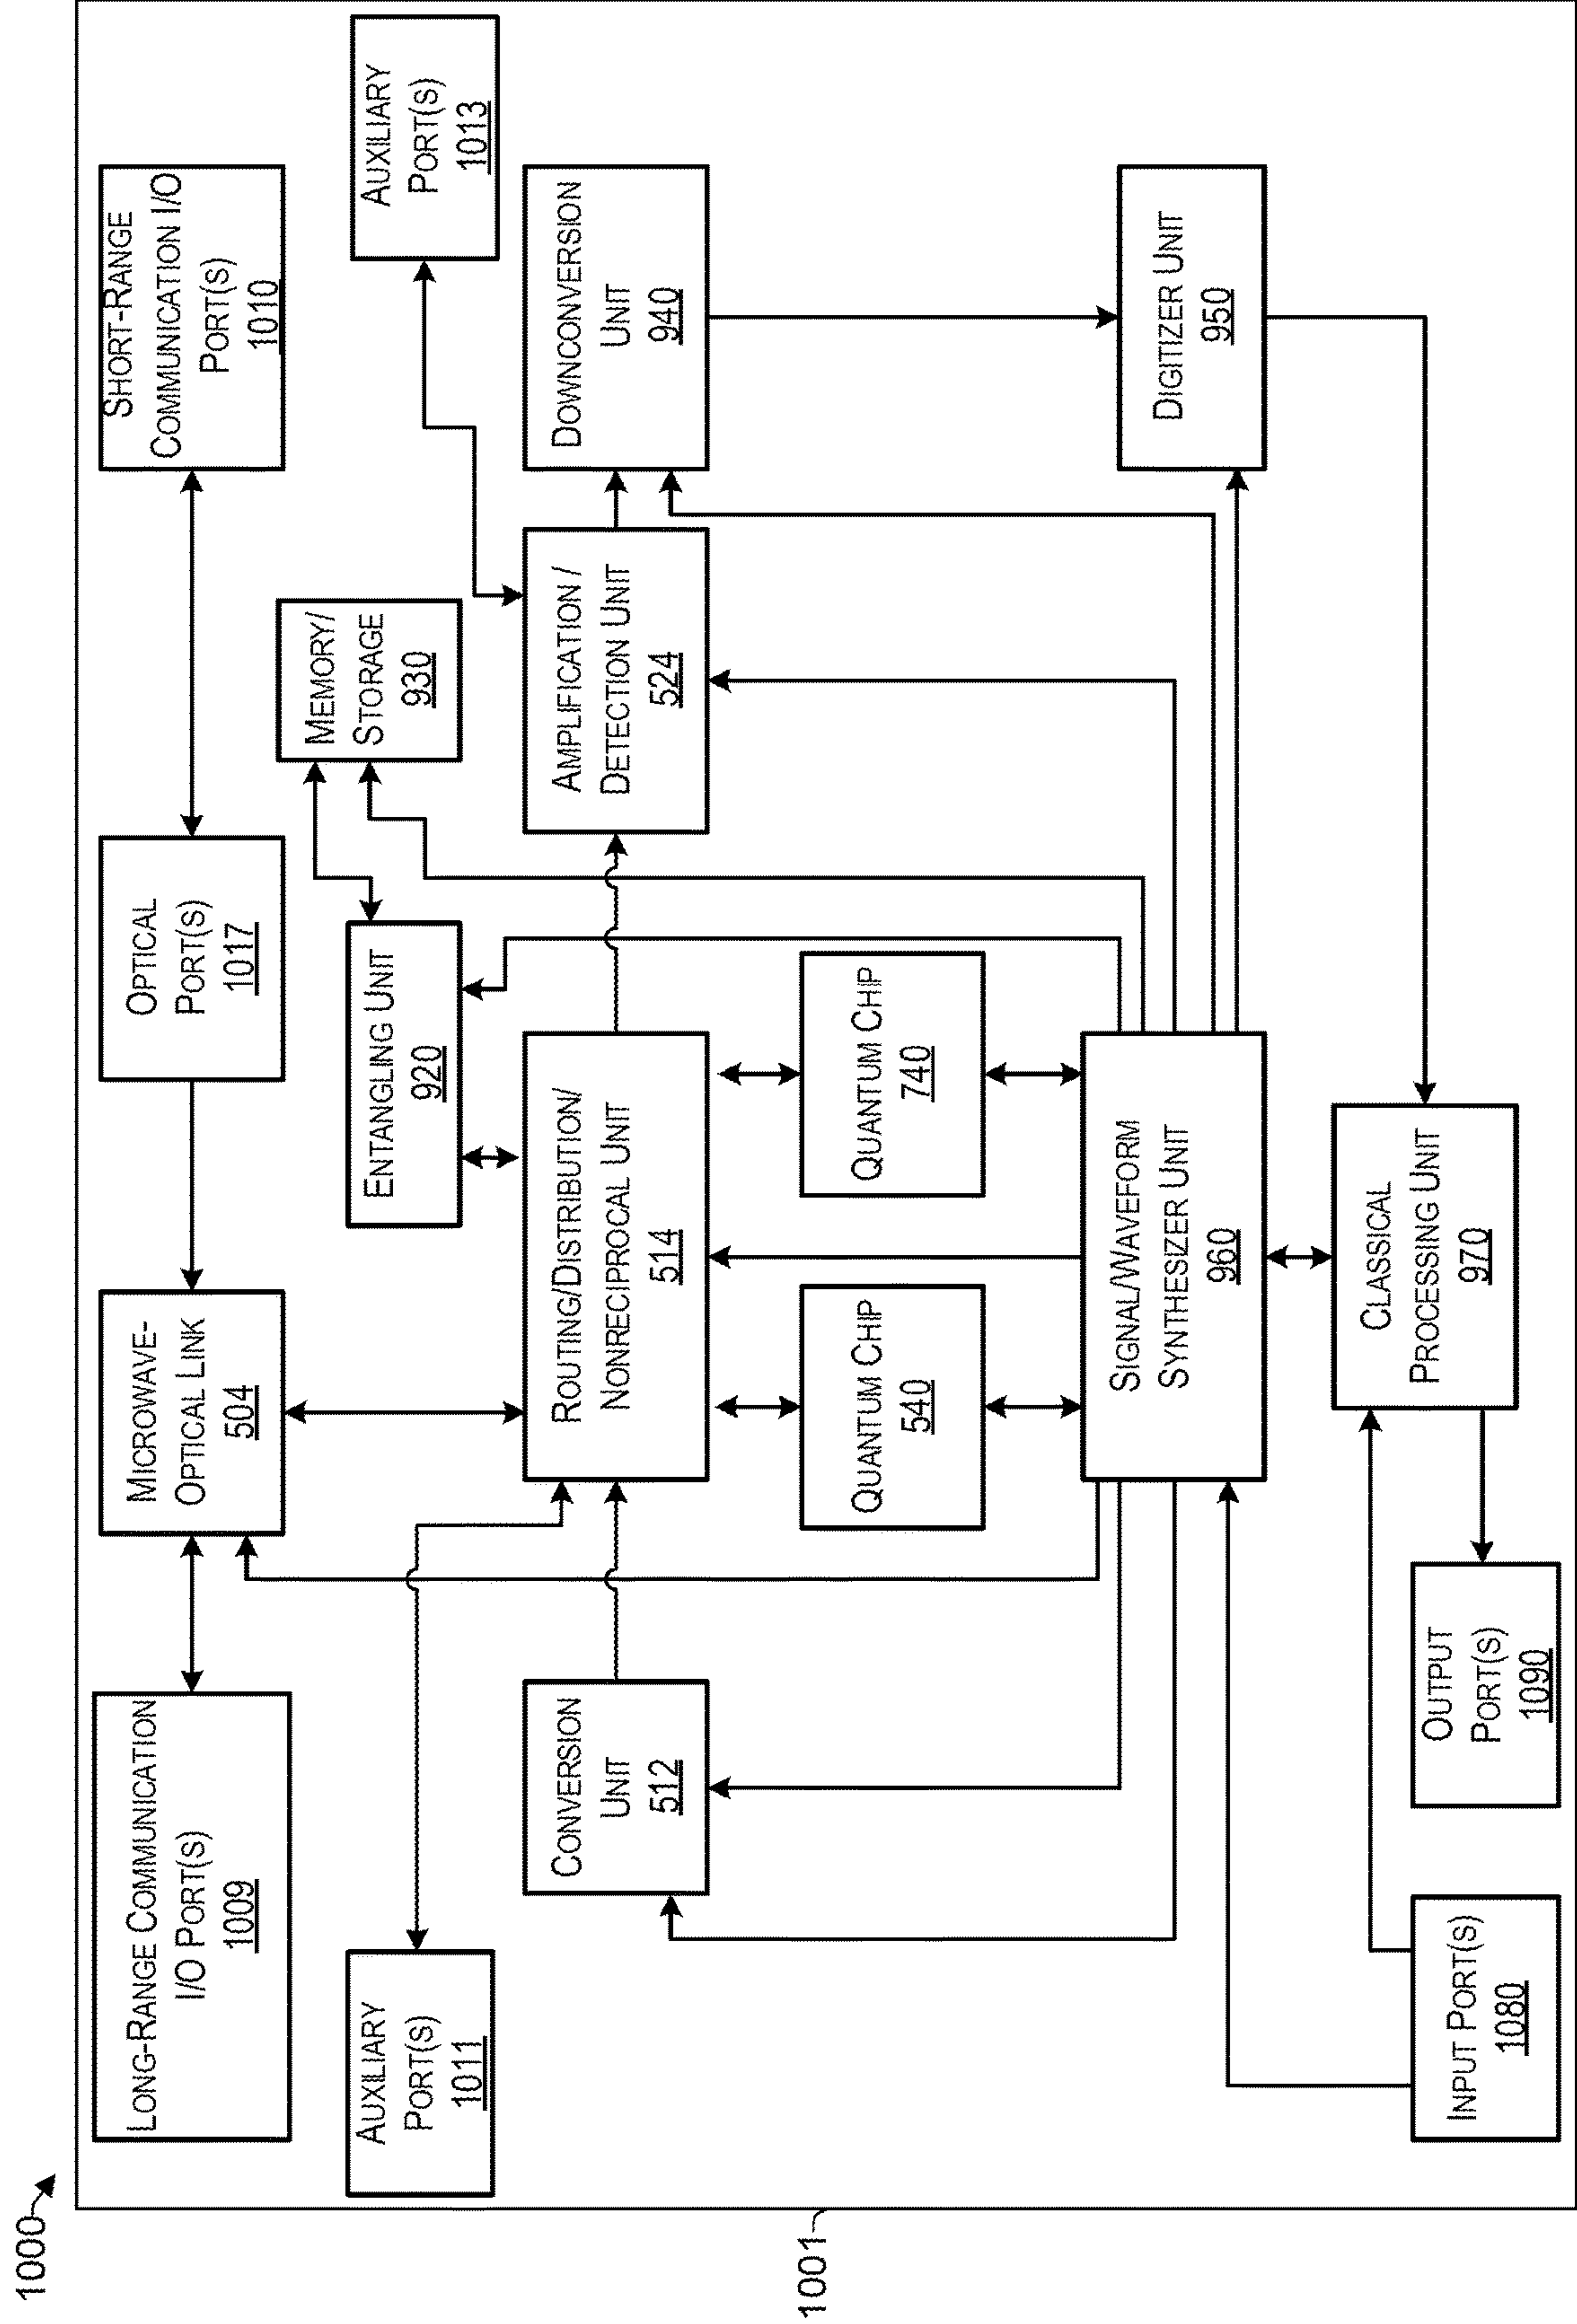 1000
1001
LONG-RANGE COMMUNICATION
I/O PORT(S)
1009
MICROWAVE-
OPTICAL LINK
504
OPTICAL
PORT(S)
1017
SHORT-RANGE
COMMUNICATION I/O
PORT(S)
1010
AUXILIARY
PORT(S)
1011
ENTANGLING UNIT
920
MEMORY/
STORAGE
930
AUXILIARY
PORT(S)
1013
CONVERSION
UNIT
512
ROUTING/DISTRIBUTION/
NONRECIPROCAL UNIT
514
AMPLIFICATION /
DETECTION UNIT
524
DOWNCONVERSION
UNIT
940
QUANTUM CHIP
540
QUANTUM CHIP
740
SIGNAL/WAVEFORM
SYNTHESIZER UNIT
960
DIGITIZER UNIT
950
INPUT PORT(S)
1080
OUTPUT
PORT(S)
1090
CLASSICAL
PROCESSING UNIT
970